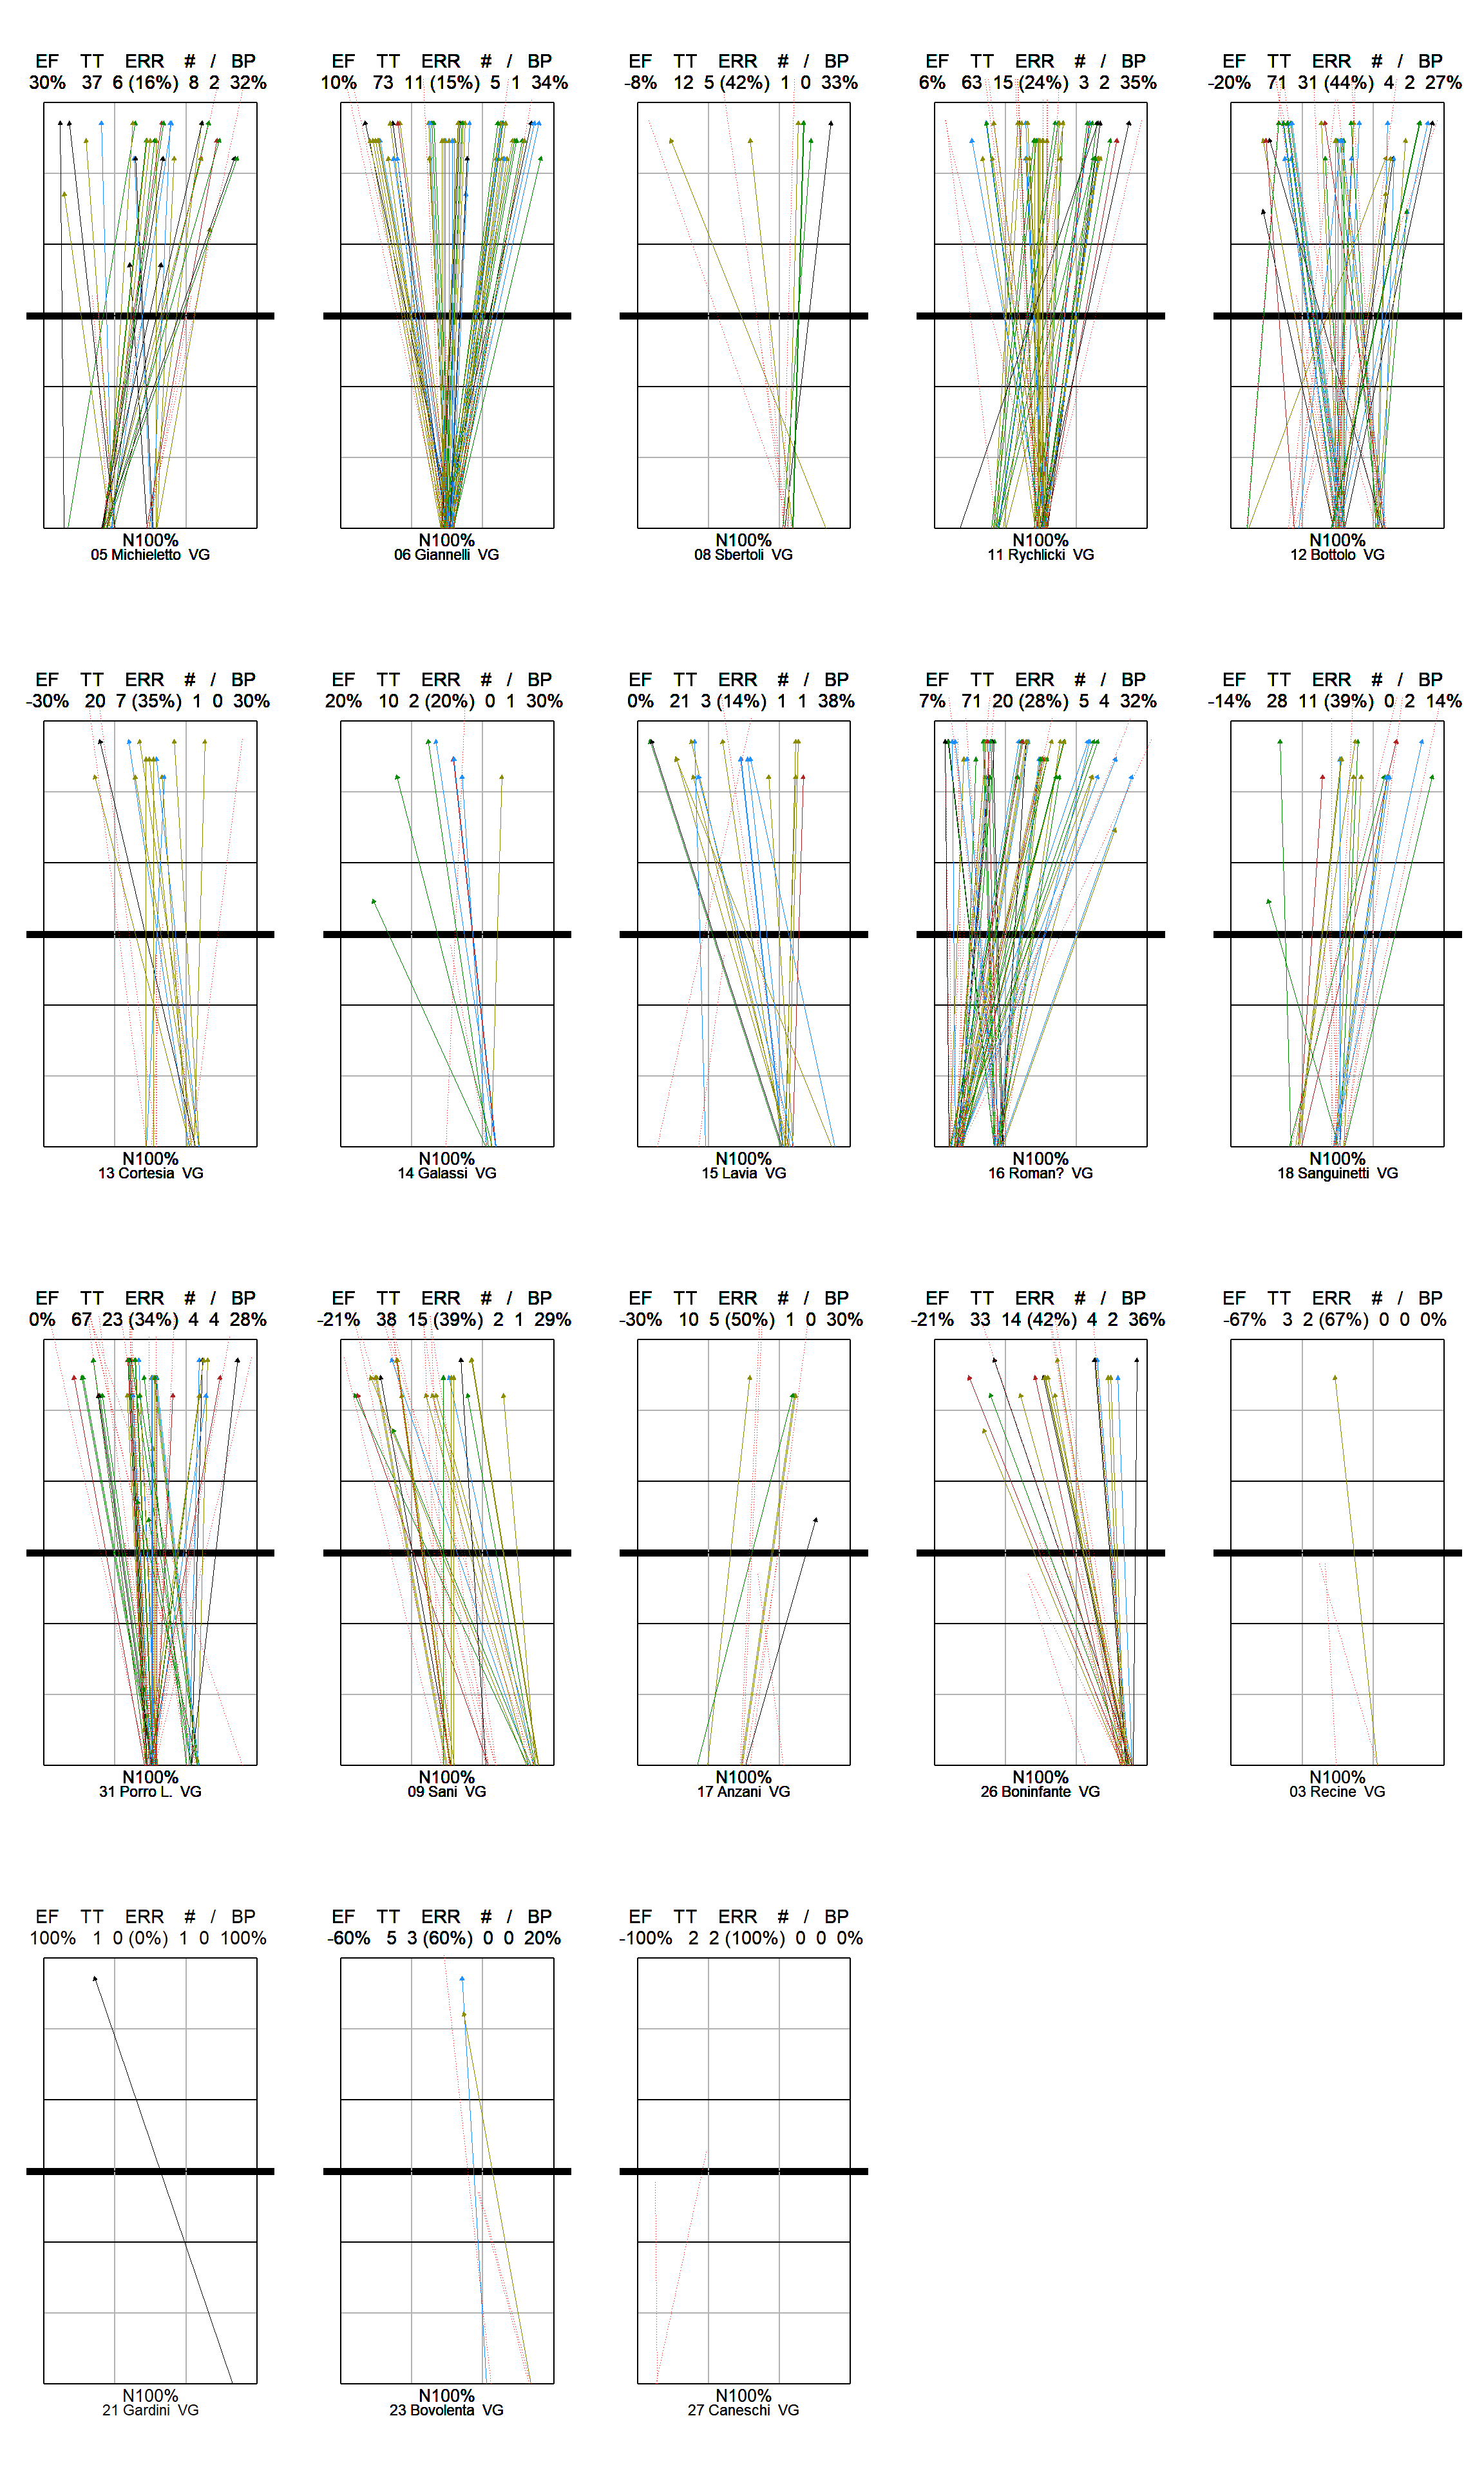 EF TT ERR # / BP
30% 37 6 (16%) 8 2 32%
N100%
05 Michieletto VG
EF TT ERR # / BP
10% 73 11 (15%) 5 1 34%
N100%
06 Giannelli VG
EF TT ERR # / BP
-8% 12 5 (42%) 1 0 33%
N100%
08 Sbertoli VG
EF TT ERR # / BP
6% 63 15 (24%) 3 2 35%
N100%
11 Rychlicki VG
EF TT ERR # / BP
-20% 71 31 (44%) 4 2 27%
N100%
12 Bottolo VG
EF TT ERR # / BP
-30% 20 7 (35%) 1 0 30%
N100%
13 Cortesia VG
EF TT ERR # / BP
20% 10 2 (20%) 0 1 30%
N100%
14 Galassi VG
EF TT ERR # / BP
0% 21 3 (14%) 1 1 38%
N100%
15 Lavia VG
EF TT ERR # / BP
7% 71 20 (28%) 5 4 32%
N100%
16 Roman? VG
EF TT ERR # / BP
-14% 28 11 (39%) 0 2 14%
N100%
18 Sanguinetti VG
EF TT ERR # / BP
0% 67 23 (34%) 4 4 28%
N100%
31 Porro L. VG
EF TT ERR # / BP
-21% 38 15 (39%) 2 1 29%
N100%
09 Sani VG
EF TT ERR # / BP
-30% 10 5 (50%) 1 0 30%
N100%
17 Anzani VG
EF TT ERR # / BP
-21% 33 14 (42%) 4 2 36%
N100%
26 Boninfante VG
EF TT ERR # / BP
-67% 3 2 (67%) 0 0 0%
N100%
03 Recine VG
EF TT ERR # / BP
100% 1 0 (0%) 1 0 100%
N100%
21 Gardini VG
EF TT ERR # / BP
-60% 5 3 (60%) 0 0 20%
N100%
23 Bovolenta VG
EF TT ERR # / BP
-100% 2 2 (100%) 0 0 0%
N100%
27 Caneschi VG